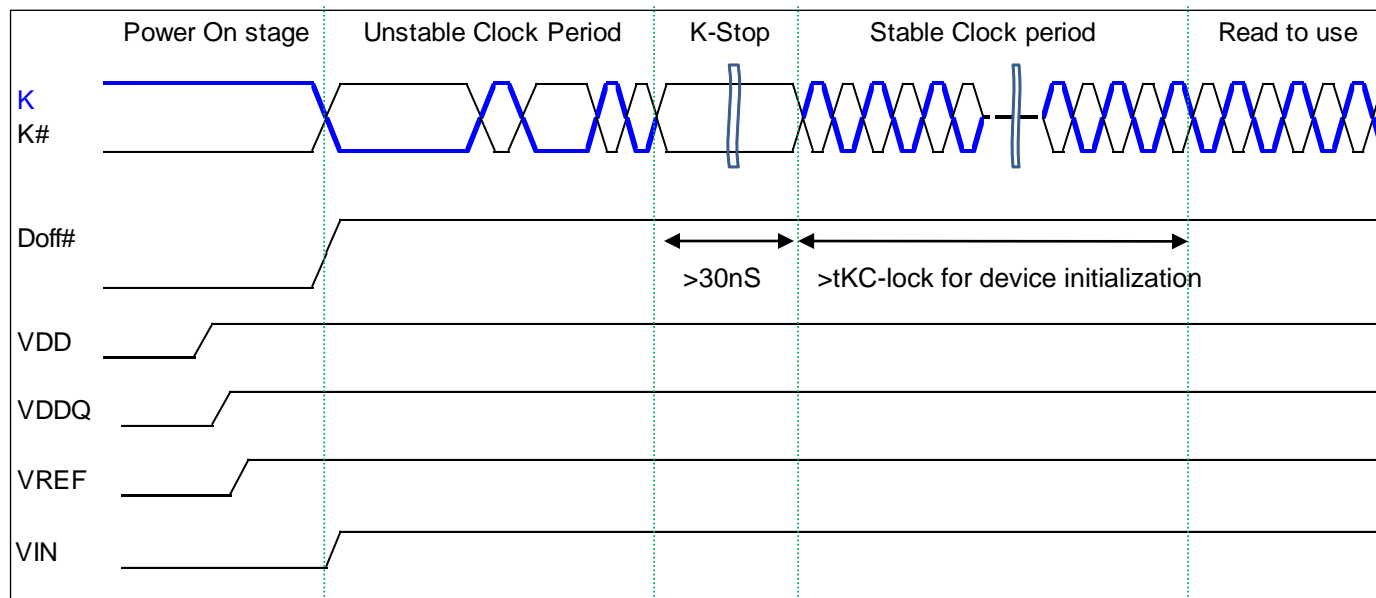 Power On stage
Unstable Clock Period
K-Stop
Stable Clock period
Read to use
K
K#
Doff#
>30nS
>tKC-lock for device initialization
VDD
VDDQ
VREF
VIN